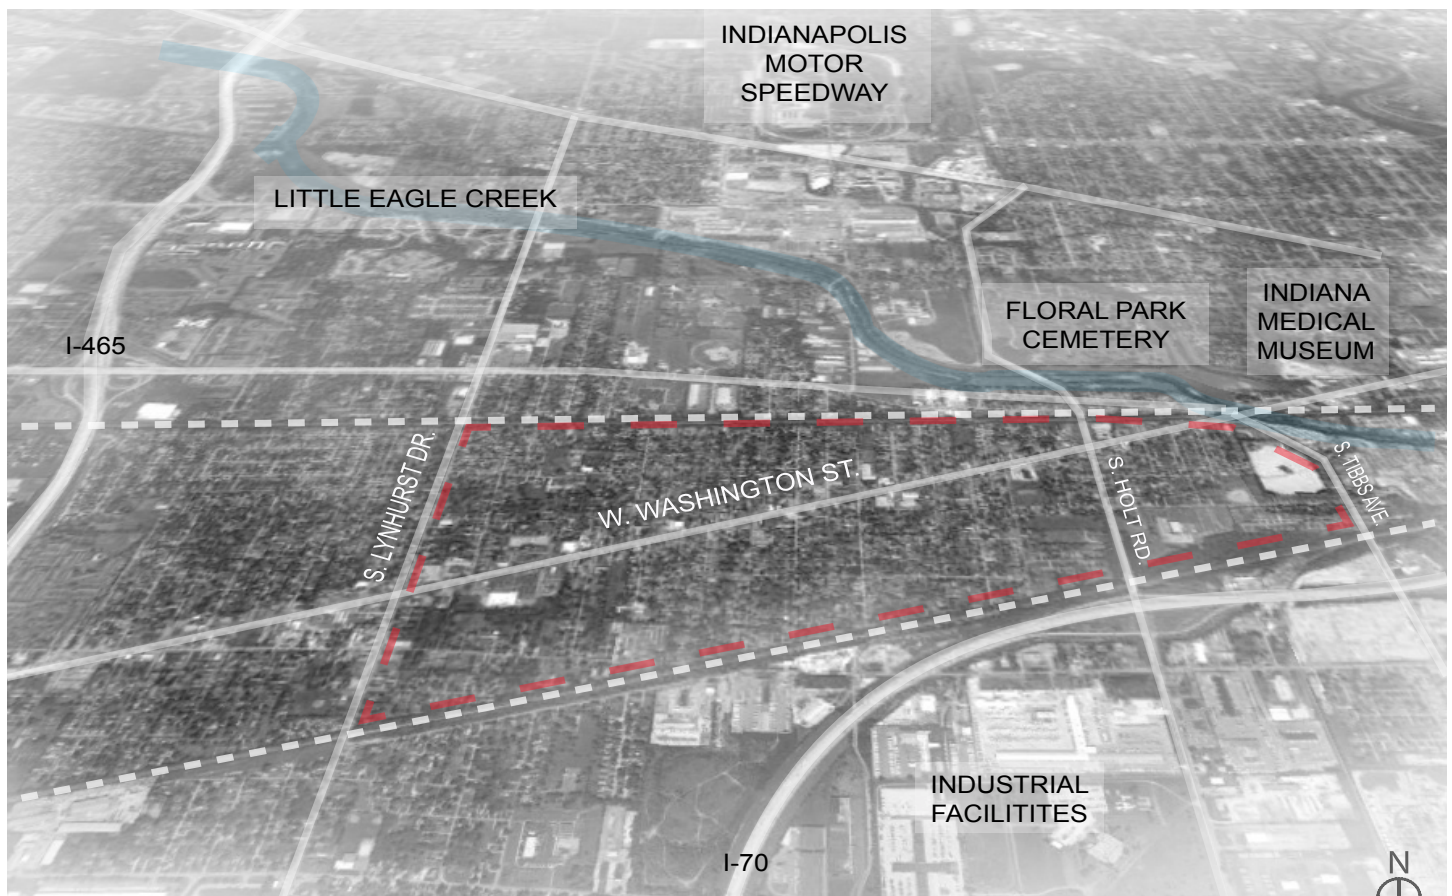 INDIANAPOLIS
MOTOR
SPEEDWAY
LITTLE EAGLE CREEK
FLORAL PARK
CEMETERY
INDIANA
MEDICAL
MUSEUM
I-465
S. LYNHURST DR.
W. WASHINGTON ST.
S. HOLT RD.
S. TIBBS AVE.
INDUSTRIAL
FACILITITES
I-70
N